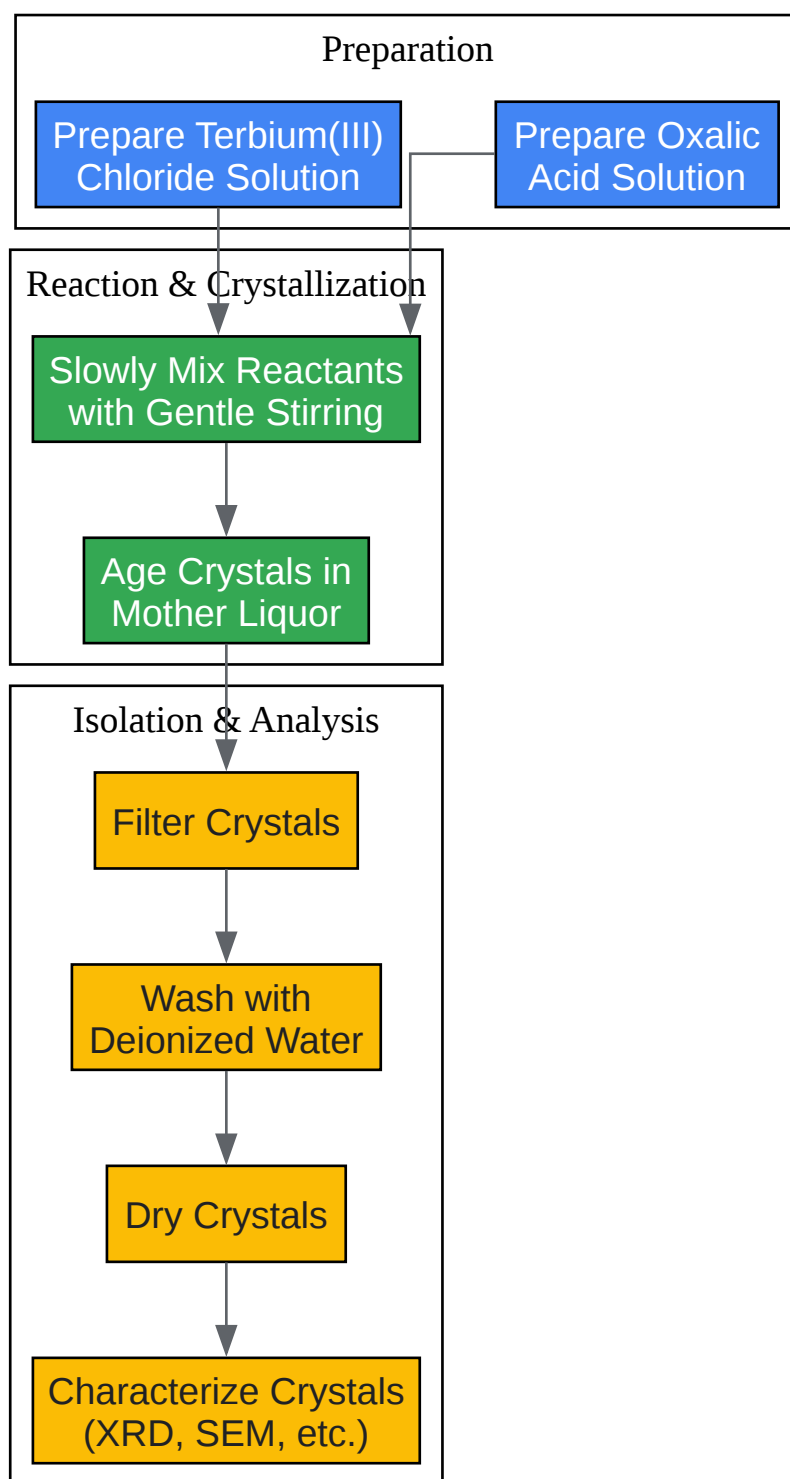 Preparation
Prepare Terbium(III)
Chloride Solution
Prepare Oxalic
Acid Solution
Reaction & Crystallization
Slowly Mix Reactants
with Gentle Stirring
Age Crystals in
Mother Liquor
Isolation & Analysis
Filter Crystals
Wash with
Deionized Water
Dry Crystals
Characterize Crystals
(XRD, SEM, etc.)